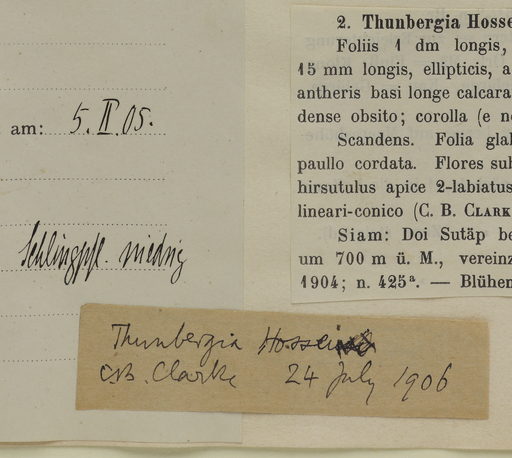 am: 5. II. 05.
Schlingpfl. niedrig
2. Thunbergia Hosse
Foliis 1 dm longis,
15 mm longis, ellipticis, a
antheris basi longe calcara
dense obsito; corolla (e n
Scandens. Folia glal
paullo cordata. Flores sub
hirsutulus apice 2-labiatus
lineari-conico (C. B. CLARK
Siam: Doi Sutäp be
um 700 m ü. M., vereinz
1904; n. 425ª. — Blühen
Thunbergia
C.B. Clarke 24 July 1906